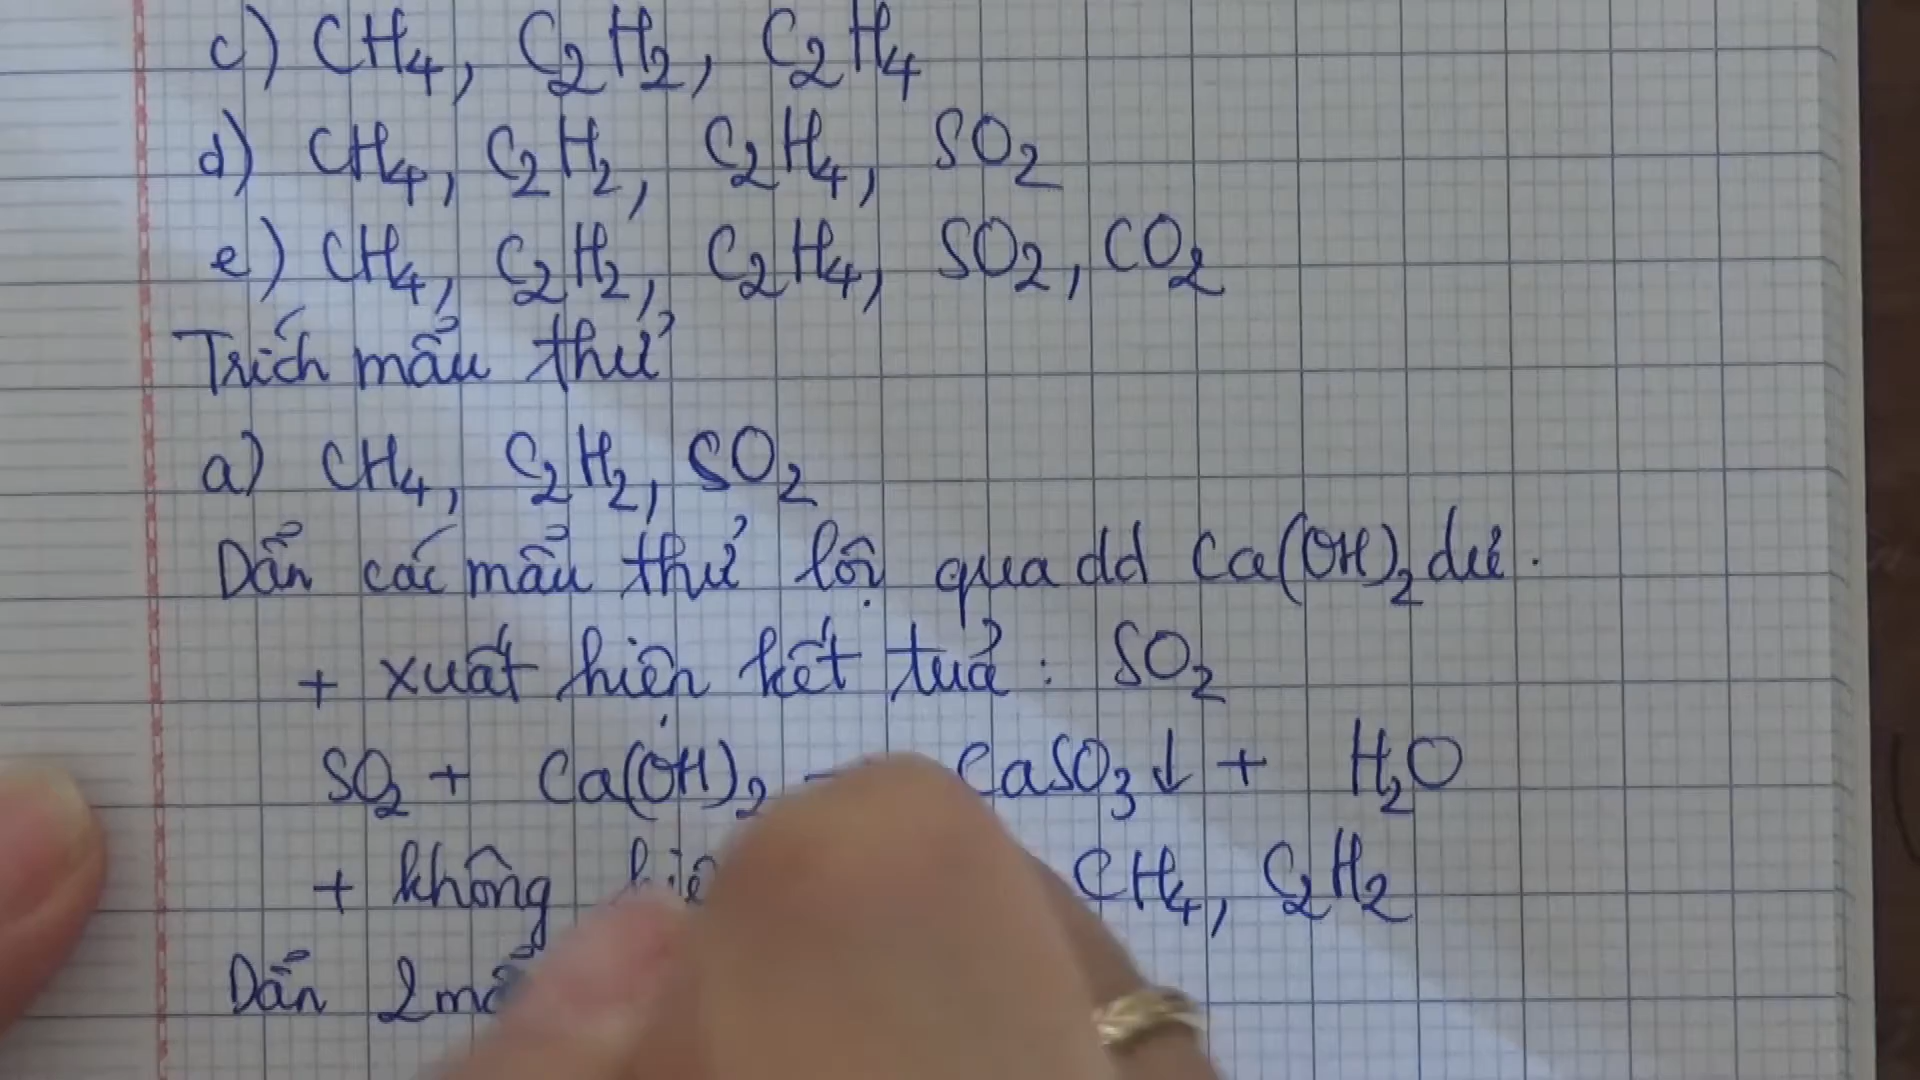 c) CH₄, C₂H₂, C₂H₄
d) CH₄, C₂H₂, C₂H₄, SO₂
e) CH₄, C₂H₂, C₂H₄, SO₂, CO₂
Trích mẫu thử
a) CH₄, C₂H₂, SO₂
Dẫn các mẫu thử lội qua dd Ca(OH)₂ dư.
+ xuất hiện kết tủa : SO₂
SO₂ + Ca(OH)₂ → CaSO₃↓ + H₂O
+ không CH₄, C₂H₂
Dẫn 2